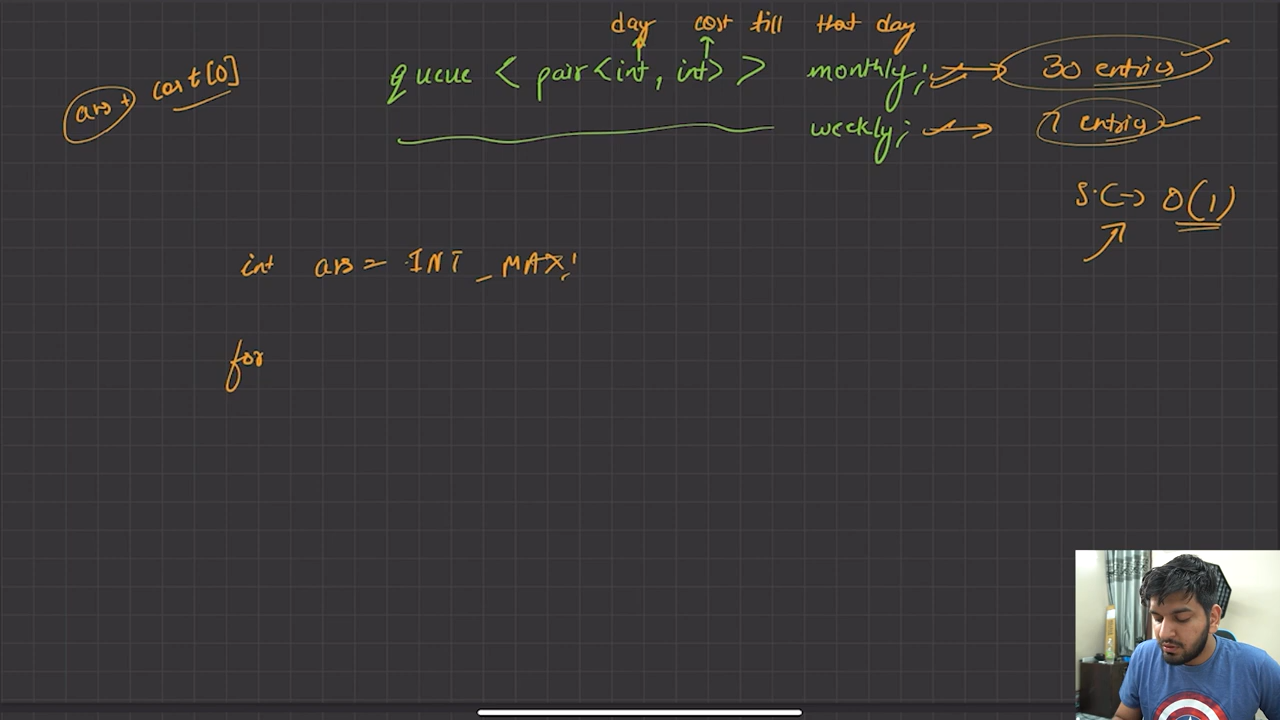 day cost till that day
queue < pair<int, int> > monthly; → 30 entries
weekly; → 7 entries
ans + cost[0]
S.C → O(1)
int ans = INT_MAX;
for